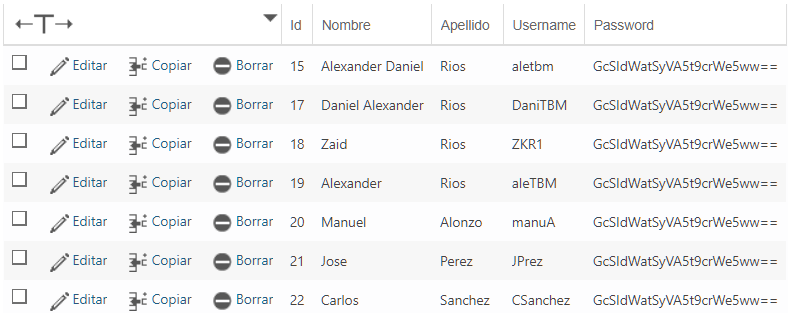 ←T→ Id Nombre Apellido Username Password
Editar Copiar Borrar 15 Alexander Daniel Rios aletbm GcSIdWatSyVA5t9crWe5ww==
Editar Copiar Borrar 17 Daniel Alexander Rios DaniTBM GcSIdWatSyVA5t9crWe5ww==
Editar Copiar Borrar 18 Zaid Rios ZKR1 GcSIdWatSyVA5t9crWe5ww==
Editar Copiar Borrar 19 Alexander Rios aleTBM GcSIdWatSyVA5t9crWe5ww==
Editar Copiar Borrar 20 Manuel Alonzo manuA GcSIdWatSyVA5t9crWe5ww==
Editar Copiar Borrar 21 Jose Perez JPrez GcSIdWatSyVA5t9crWe5ww==
Editar Copiar Borrar 22 Carlos Sanchez CSanchez GcSIdWatSyVA5t9crWe5ww==